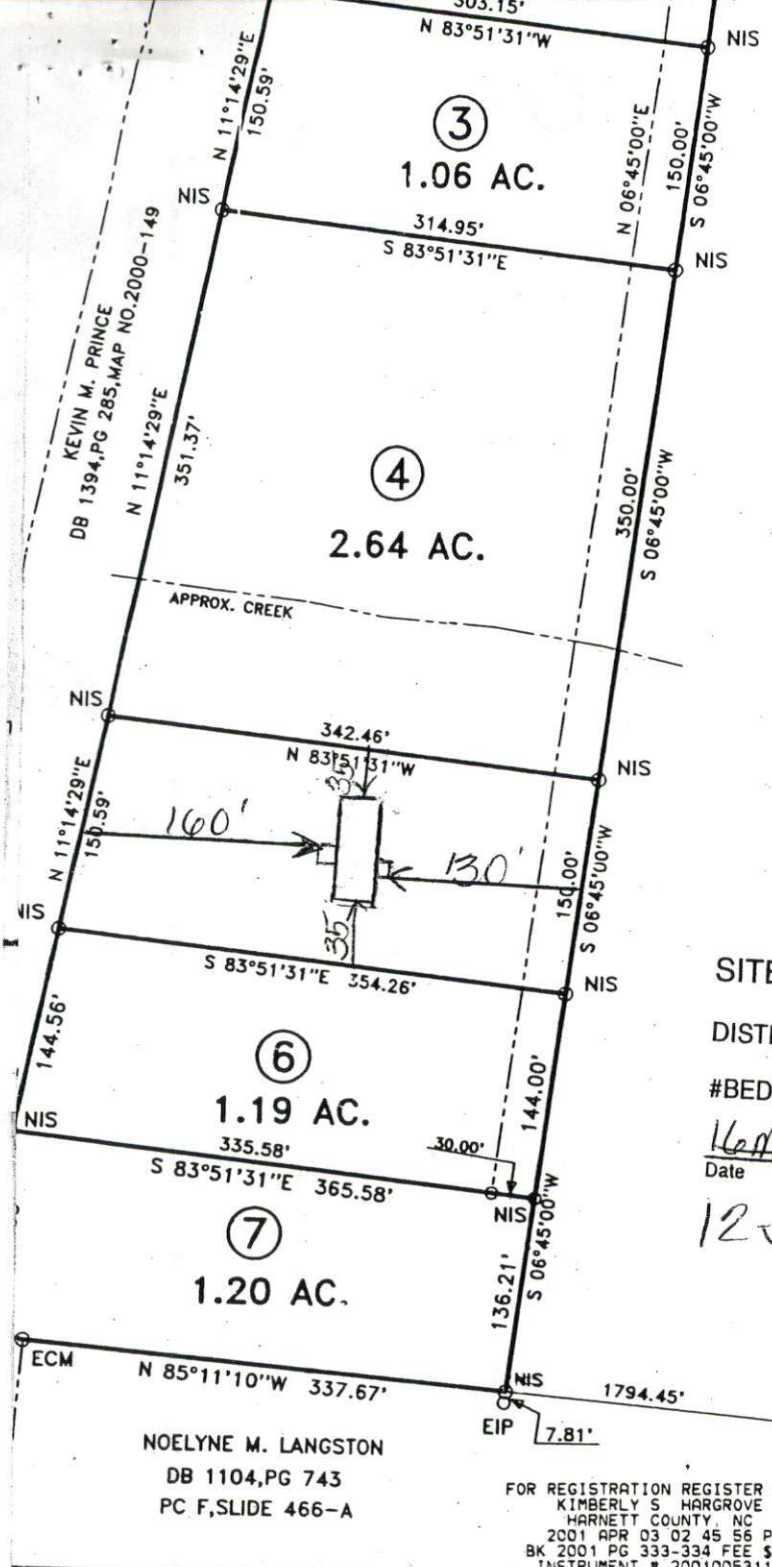 303.15'
N 83°51'31"W
NIS
N 11°14'29"E
150.59'
3
1.06 AC.
N 06°45'00"E
150.00'
S 06°45'00"W
NIS
314.95'
S 83°51'31"E
NIS
KEVIN M. PRINCE
DB 1394,PG 285,MAP NO.2000-149
N 11°14'29"E
351.37'
4
2.64 AC.
350.00'
S 06°45'00"W
APPROX. CREEK
NIS
342.46'
N 83°51'31"W
NIS
N 11°14'29"E
150.59'
160'
35'
130'
35'
150.00'
S 06°45'00"W
NIS
S 83°51'31"E 354.26'
NIS
SITE
DISTI
#BED
Date
12
144.56'
6
1.19 AC.
144.00'
NIS
335.58'
30.00'
S 83°51'31"E 365.58'
NIS
7
1.20 AC.
136.21'
S 06°45'00"W
ECM
N 85°11'10"W 337.67'
NIS
1794.45'
EIP
7.81'
NOELYNE M. LANGSTON
DB 1104,PG 743
PC F,SLIDE 466-A
FOR REGISTRATION REGISTER
KIMBERLY S HARGROVE
HARNETT COUNTY, NC
2001 APR 03 02 45 56 P
BK 2001 PG 333-334 FEE $
INSTRUMENT #